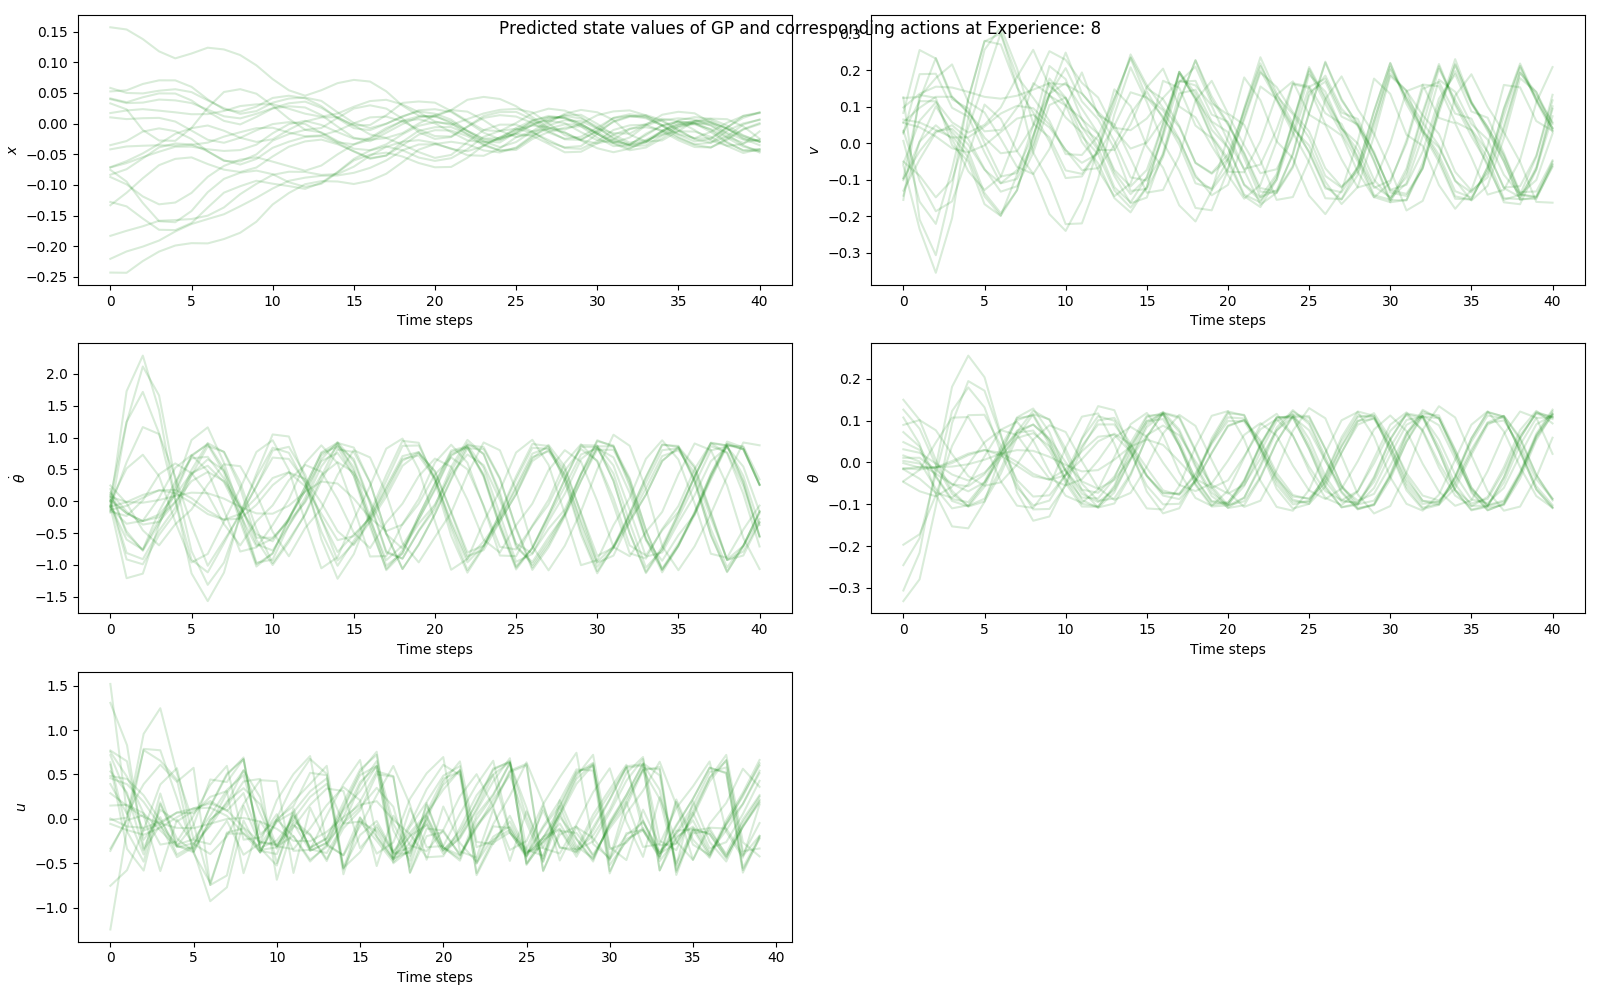 Predicted state values of GP and corresponding actions at Experience: 8
0.15
0.10
0.05
0.00
−0.05
−0.10
−0.15
−0.20
−0.25
x
0 5 10 15 20 25 30 35 40
Time steps
0.3
0.2
0.1
0.0
−0.1
−0.2
−0.3
v
0 5 10 15 20 25 30 35 40
Time steps
2.0
1.5
1.0
0.5
0.0
−0.5
−1.0
−1.5
θ̇
0 5 10 15 20 25 30 35 40
Time steps
0.2
0.1
0.0
−0.1
−0.2
−0.3
θ
0 5 10 15 20 25 30 35 40
Time steps
1.5
1.0
0.5
0.0
−0.5
−1.0
u
0 5 10 15 20 25 30 35 40
Time steps